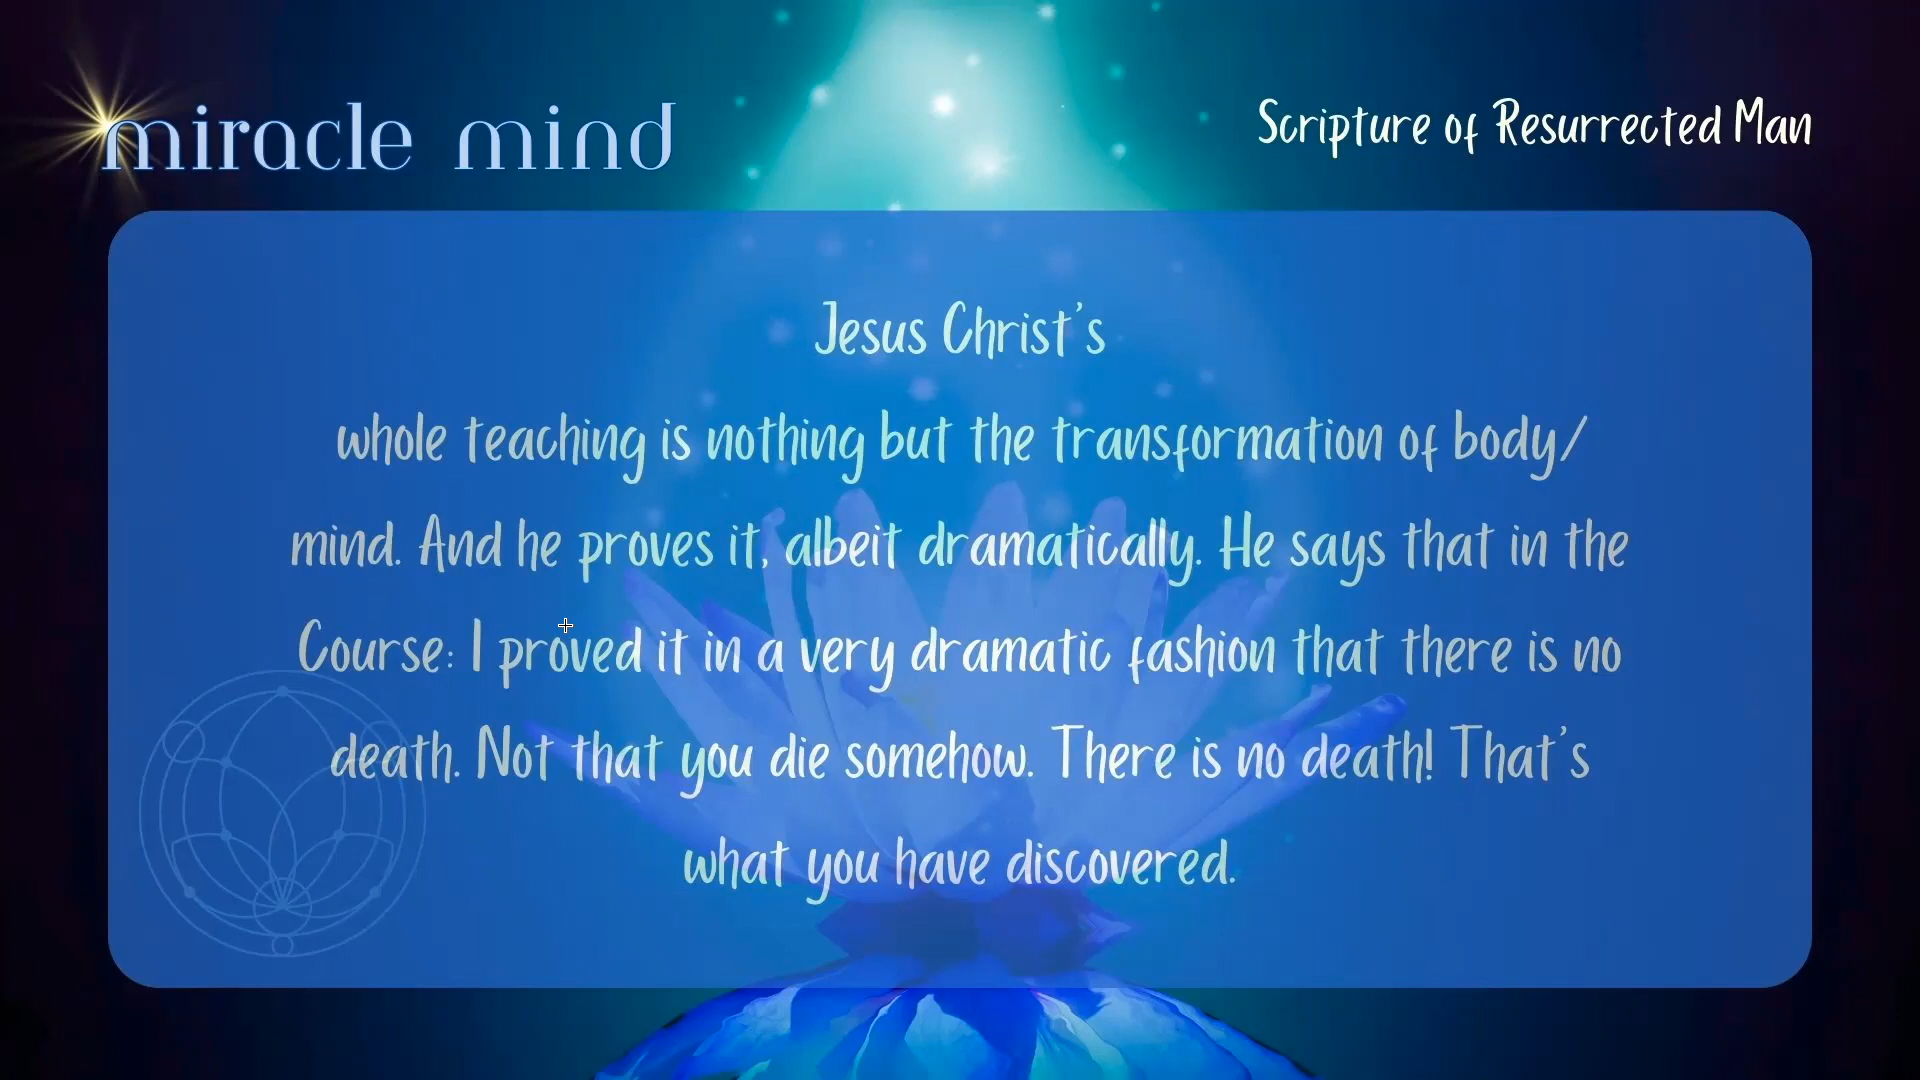 miracle mind
Scripture of Resurrected Man
Jesus Christ's
whole teaching is nothing but the transformation of body/
mind. And he proves it, albeit dramatically. He says that in the
Course: I proved it in a very dramatic fashion that there is no
death. Not that you die somehow. There is no death! That's
what you have discovered.